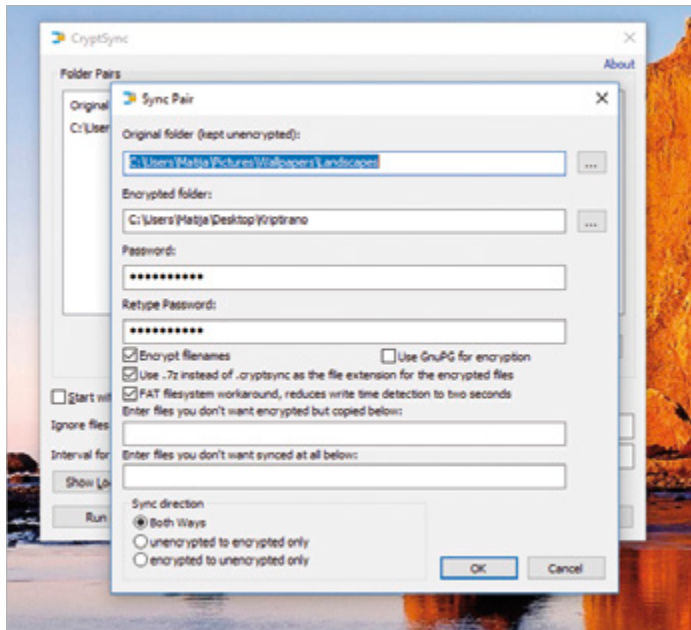 CryptSync
About
Folder Pairs
Original
C:\User
Start wit
Ignore files
Interval for
Show Lo
Run
Sync Pair
Original folder (kept unencrypted):
C:\Users\Matija\Pictures\Wallpapers\Landscapes
...
Encrypted folder:
C:\Users\Matija\Desktop\Kriptirano
...
Password:
●●●●●●●●●●
Retype Password:
●●●●●●●●●●
Encrypt filenames
Use GnuPG for encryption
Use .7z instead of .cryptsync as the file extension for the encrypted files
FAT filesystem workaround, reduces write time detection to two seconds
Enter files you don't want encrypted but copied below:
Enter files you don't want synced at all below:
Sync direction
Both Ways
unencrypted to encrypted only
encrypted to unencrypted only
OK
Cancel